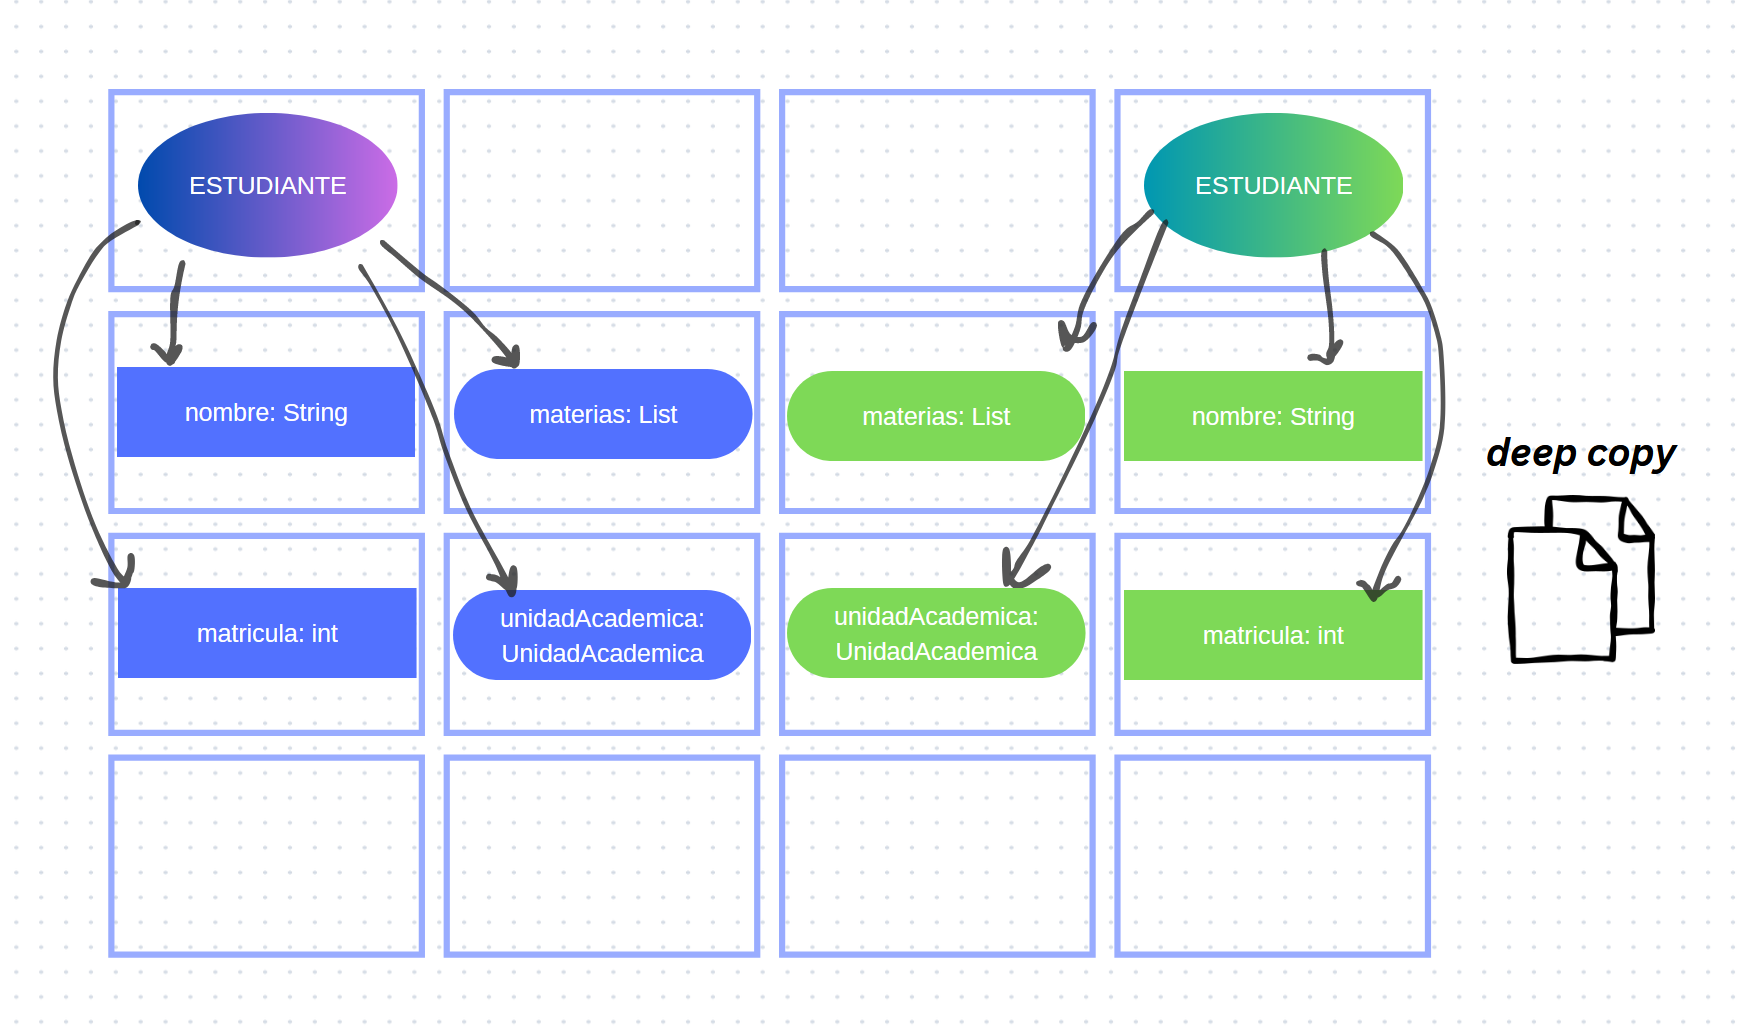 ESTUDIANTE
ESTUDIANTE
nombre: String
materias: List
materias: List
nombre: String
deep copy
matricula: int
unidadAcademica:
UnidadAcademica
unidadAcademica:
UnidadAcademica
matricula: int